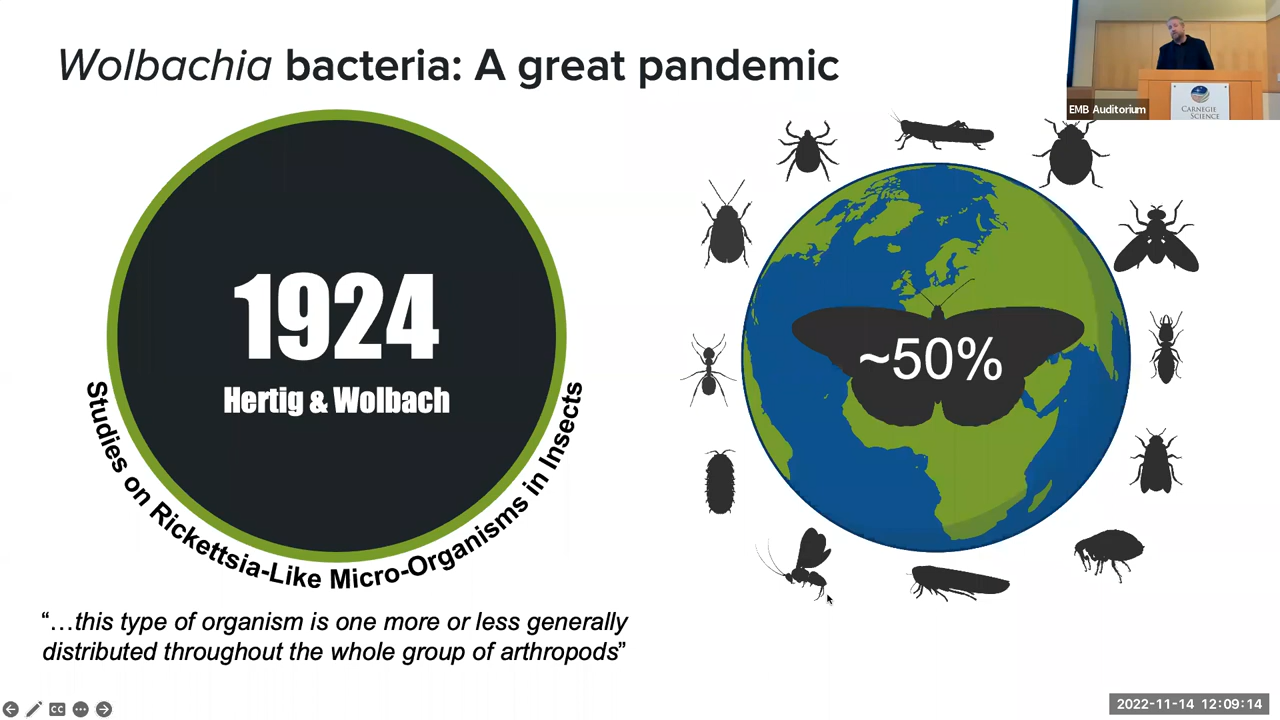 Wolbachia bacteria: A great pandemic
EMB Auditorium
CARNEGIE
SCIENCE
1924
Hertig & Wolbach
Studies on Rickettsia-Like Micro-Organisms in Insects
~50%
“…this type of organism is one more or less generally
distributed throughout the whole group of arthropods”
CC
2022-11-14 12:09:14